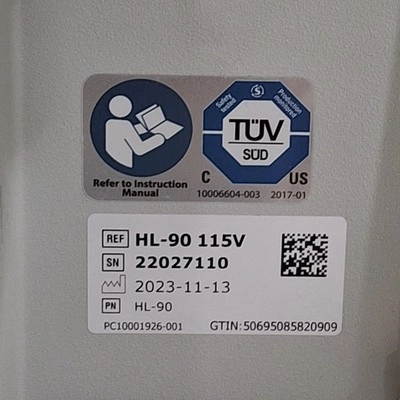 Safety tested
Production monitored
TÜV
SÜD
C US
Refer to Instruction
Manual
10006604-003 2017-01
REF HL-90 115V
SN 22027110
2023-11-13
PN HL-90
PC10001926-001 GTIN: 50695085820909